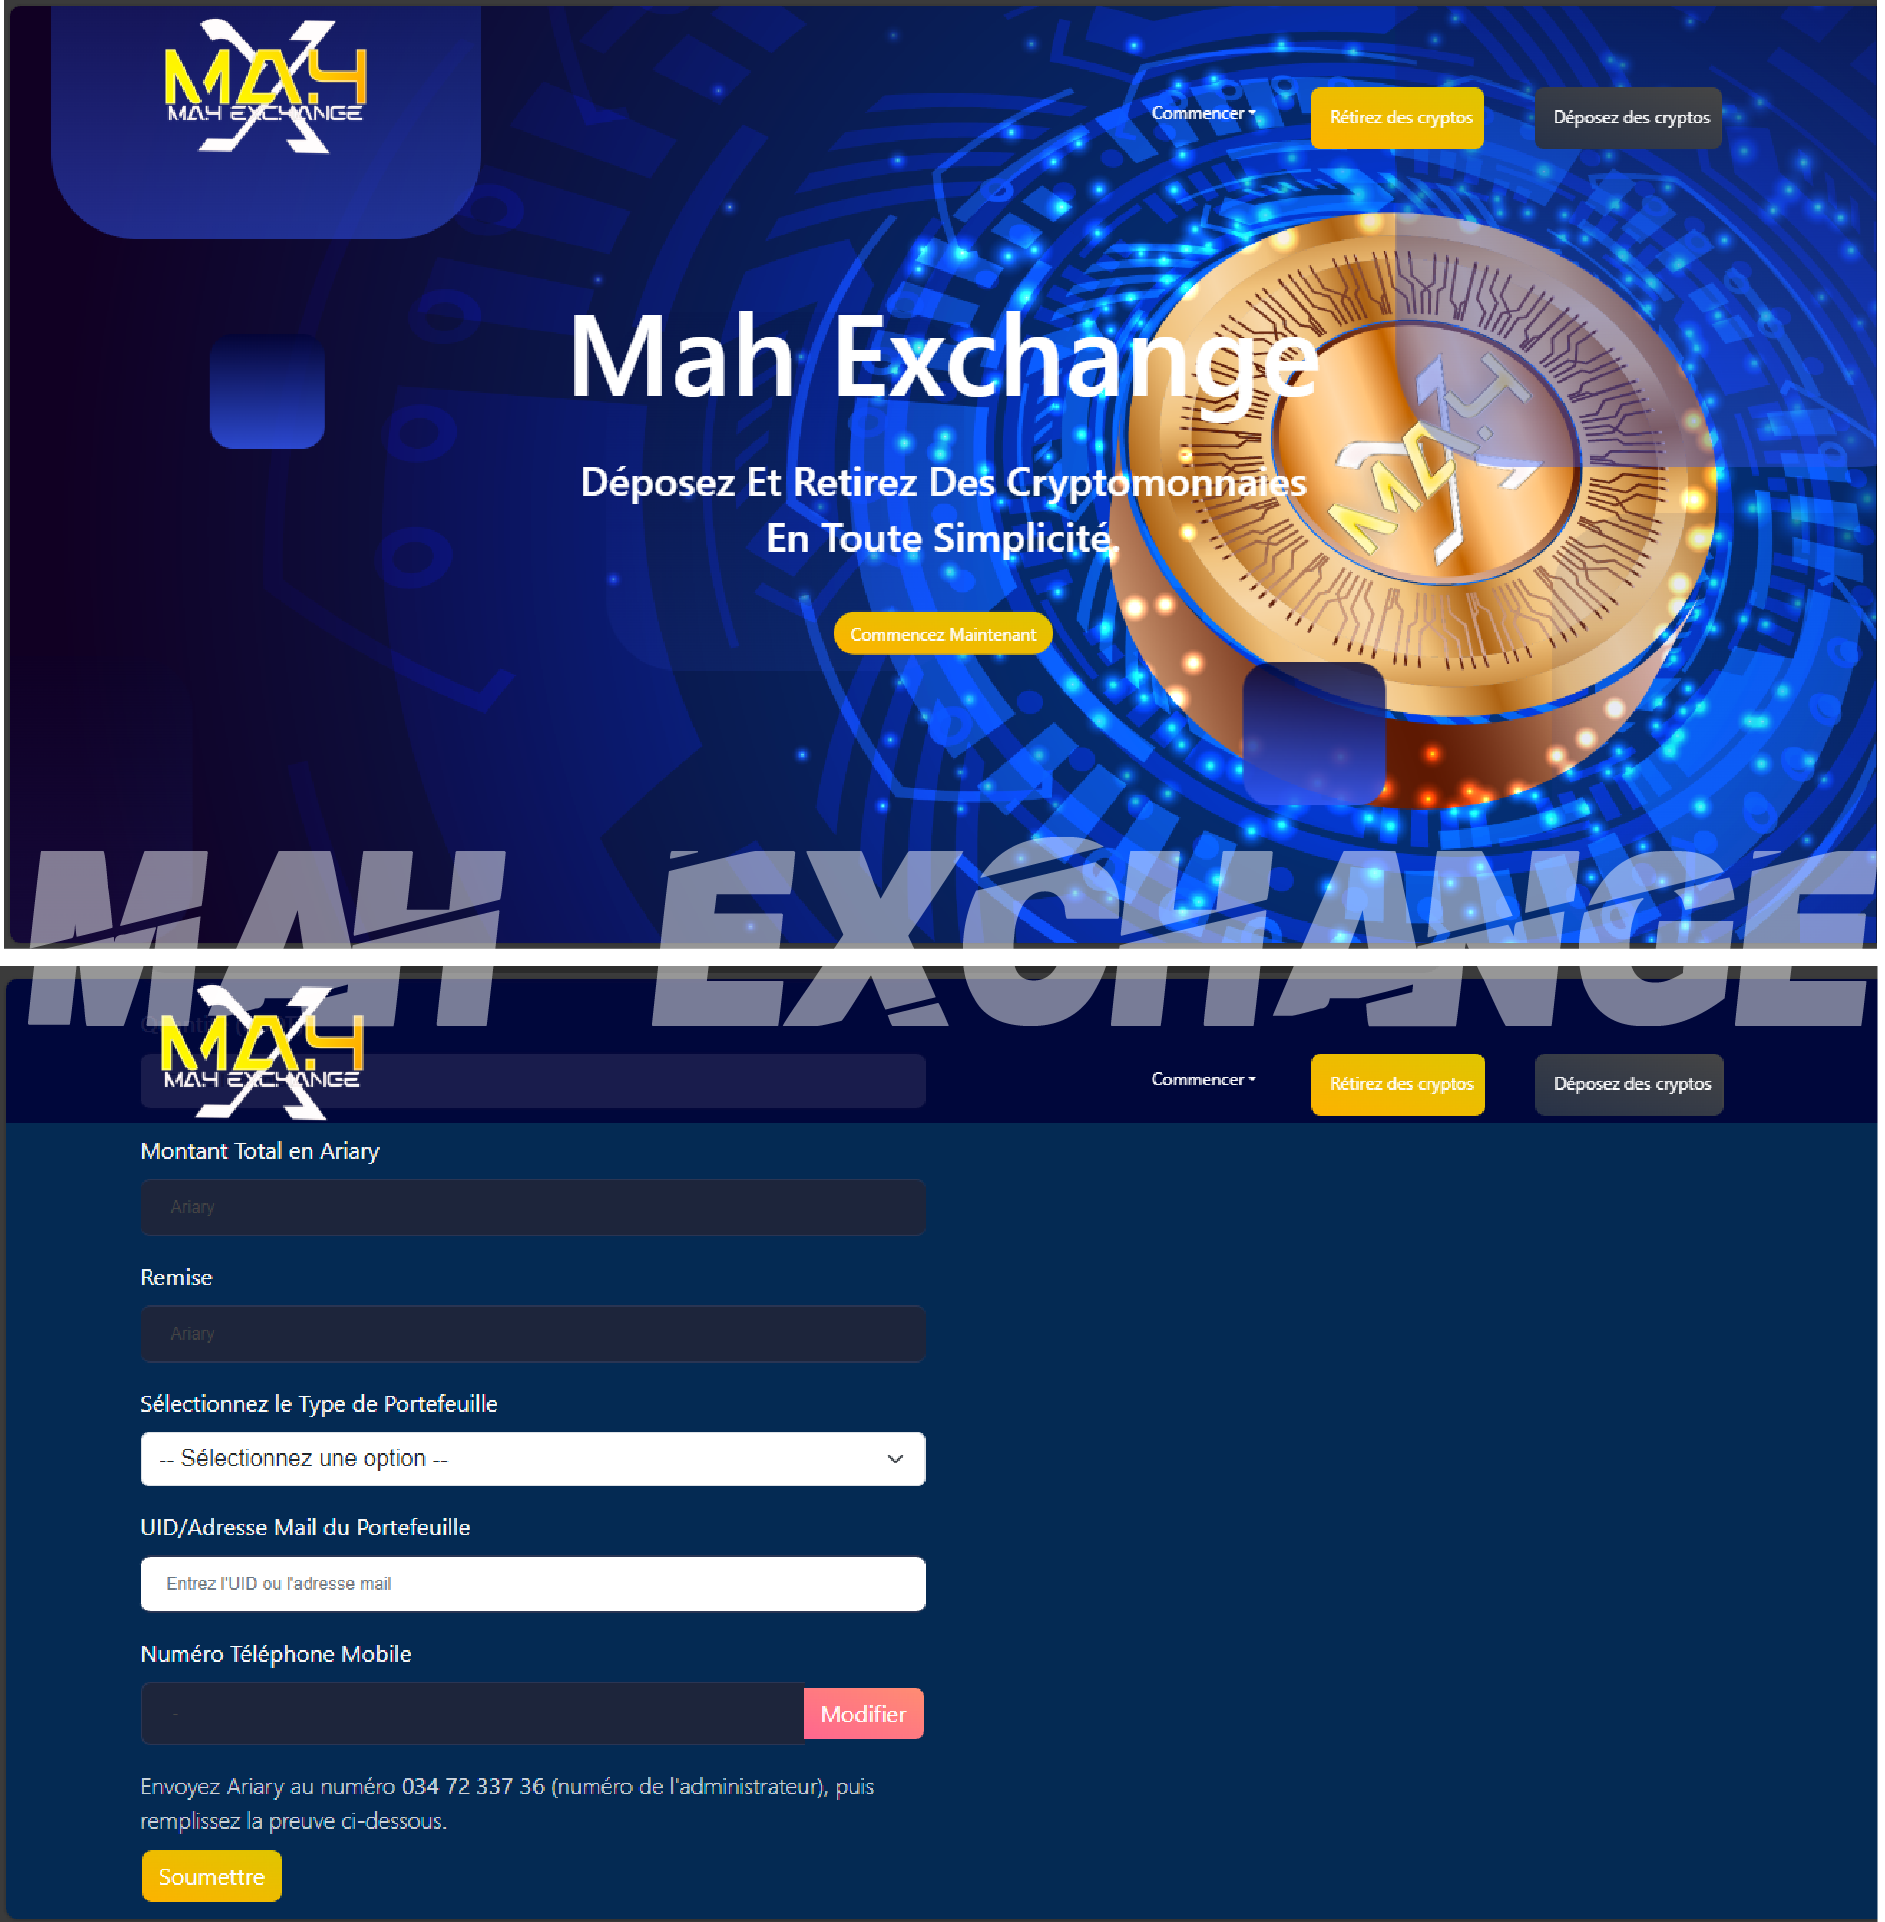 MAH
MAH EXCHANGE
Commencer
Rétirez des cryptos
Déposez des cryptos
Mah Exchange
Déposez Et Retirez Des Cryptomonnaies
En Toute Simplicité.
MAH
Commencez Maintenant
MAH EXCHANGE
MAH
MAH EXCHANGE
Commencer
Rétirez des cryptos
Déposez des cryptos
Montant Total en Ariary
Ariary
Remise
Ariary
Sélectionnez le Type de Portefeuille
-- Sélectionnez une option --
UID/Adresse Mail du Portefeuille
Entrez l'UID ou l'adresse mail
Numéro Téléphone Mobile
-
Modifier
Envoyez Ariary au numéro 034 72 337 36 (numéro de l'administrateur), puis
remplissez la preuve ci-dessous.
Soumettre